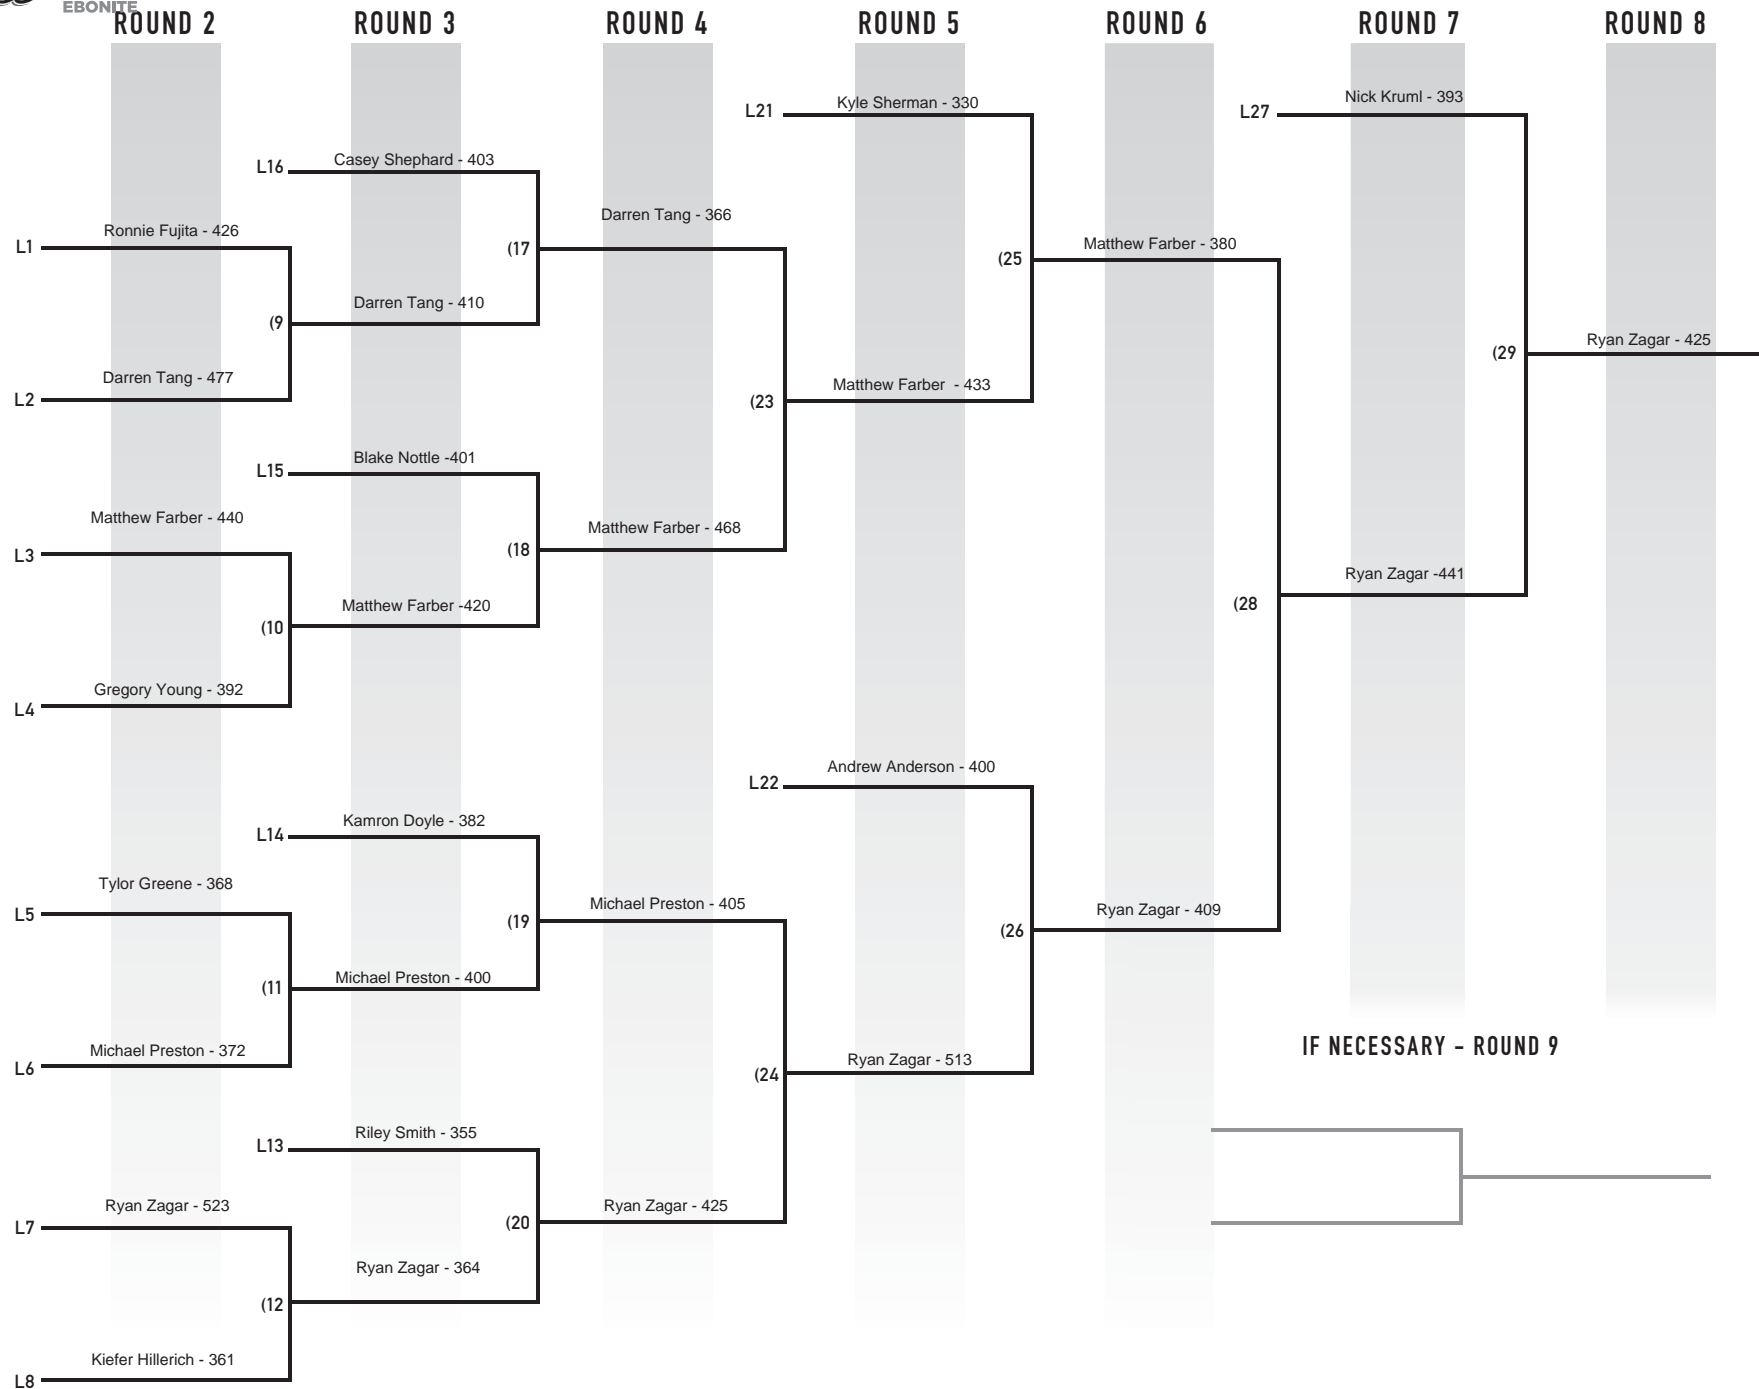 EBONITE
ROUND 2
ROUND 3
ROUND 4
ROUND 5
ROUND 6
ROUND 7
ROUND 8
L1
Ronnie Fujita - 426
(9
L2
Darren Tang - 477
L3
Matthew Farber - 440
(10
L4
Gregory Young - 392
L5
Tylor Greene - 368
(11
L6
Michael Preston - 372
L7
Ryan Zagar - 523
(12
L8
Kiefer Hillerich - 361
L16
Casey Shephard - 403
(17
Darren Tang - 410
L15
Blake Nottle -401
(18
Matthew Farber -420
L14
Kamron Doyle - 382
(19
Michael Preston - 400
L13
Riley Smith - 355
(20
Ryan Zagar - 364
Darren Tang - 366
(23
Matthew Farber - 468
Michael Preston - 405
(24
Ryan Zagar - 425
L21
Kyle Sherman - 330
(25
Matthew Farber  - 433
L22
Andrew Anderson - 400
(26
Ryan Zagar - 513
Matthew Farber - 380
(28
Ryan Zagar - 409
L27
Nick Kruml - 393
(29
Ryan Zagar -441
Ryan Zagar - 425
IF NECESSARY – ROUND 9